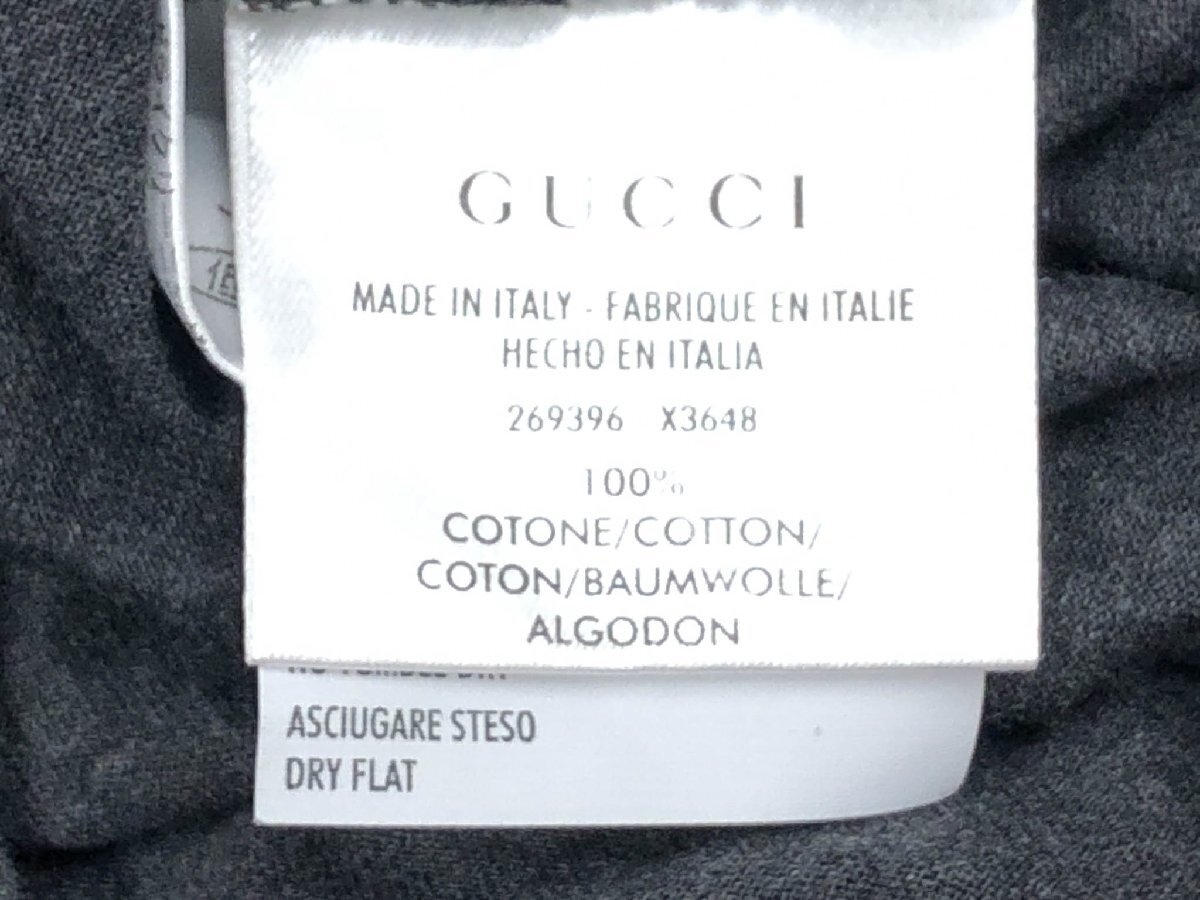 GUCCI
MADE IN ITALY - FABRIQUE EN ITALIE
HECHO EN ITALIA
269396 X3648
100%
COTONE/COTTON/
COTON/BAUMWOLLE/
ALGODON
ASCIUGARE STESO
DRY FLAT